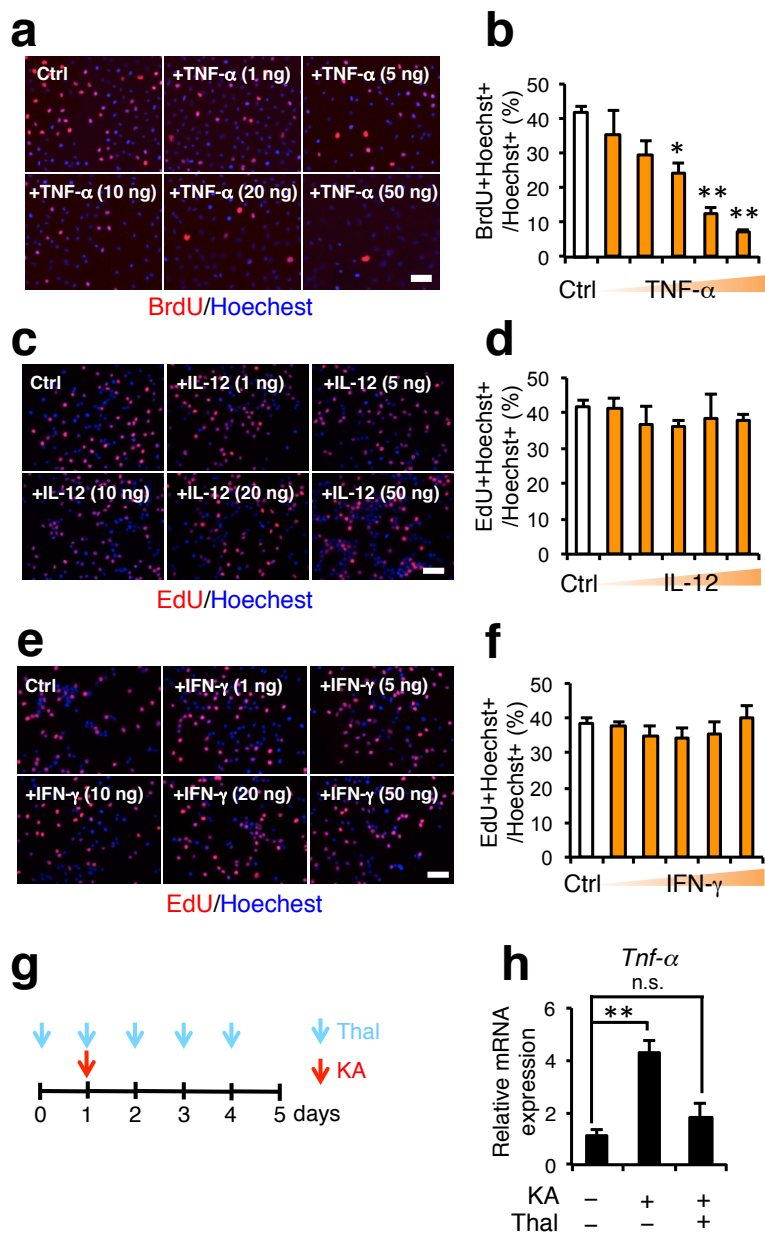 a
Ctrl
+TNF-α (1 ng)
+TNF-α (5 ng)
+TNF-α (10 ng)
+TNF-α (20 ng)
+TNF-α (50 ng)
BrdU/Hoechest
b
BrdU+Hoechst+
/Hoechst+ (%)
50
40
30
20
10
0
*
**
**
Ctrl
TNF-α
c
Ctrl
+IL-12 (1 ng)
+IL-12 (5 ng)
+IL-12 (10 ng)
+IL-12 (20 ng)
+IL-12 (50 ng)
EdU/Hoechest
d
EdU+Hoechst+
/Hoechst+ (%)
50
40
30
40
10
0
Ctrl
IL-12
e
Ctrl
+IFN-γ (1 ng)
+IFN-γ (5 ng)
+IFN-γ (10 ng)
+IFN-γ (20 ng)
+IFN-γ (50 ng)
EdU/Hoechest
f
EdU+Hoechst+
/Hoechst+ (%)
50
40
30
20
10
0
Ctrl
IFN-γ
g
Thal
KA
0 1 2 3 4 5 days
h
Tnf-α
n.s.
**
Relative mRNA
expression
6
4
2
0
KA – + +
Thal – – +